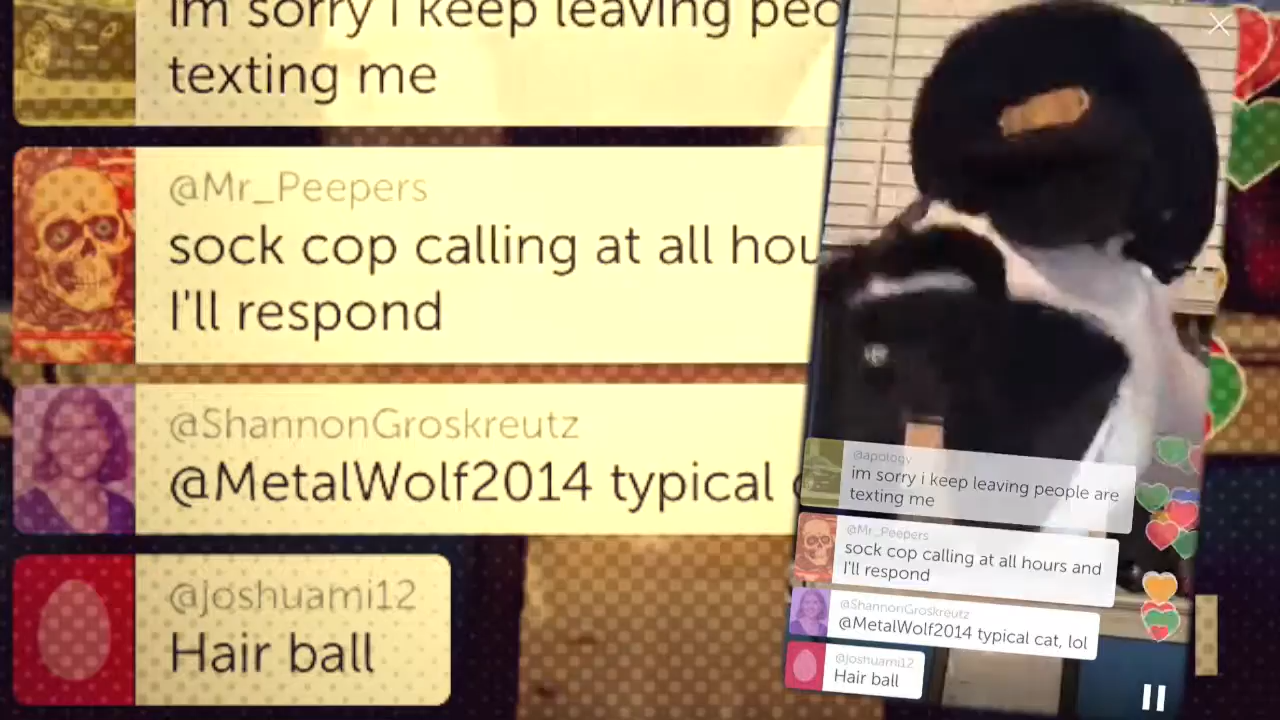 im sorry i keep leaving peo
texting me
@Mr_Peepers
sock cop calling at all hou
I'll respond
@ShannonGroskreutz
@MetalWolf2014 typical c
@joshuami12
Hair ball
@apology
im sorry i keep leaving people are
texting me
@Mr_Peepers
sock cop calling at all hours and
I'll respond
@ShannonGroskreutz
@MetalWolf2014 typical cat, lol
@joshuami12
Hair ball